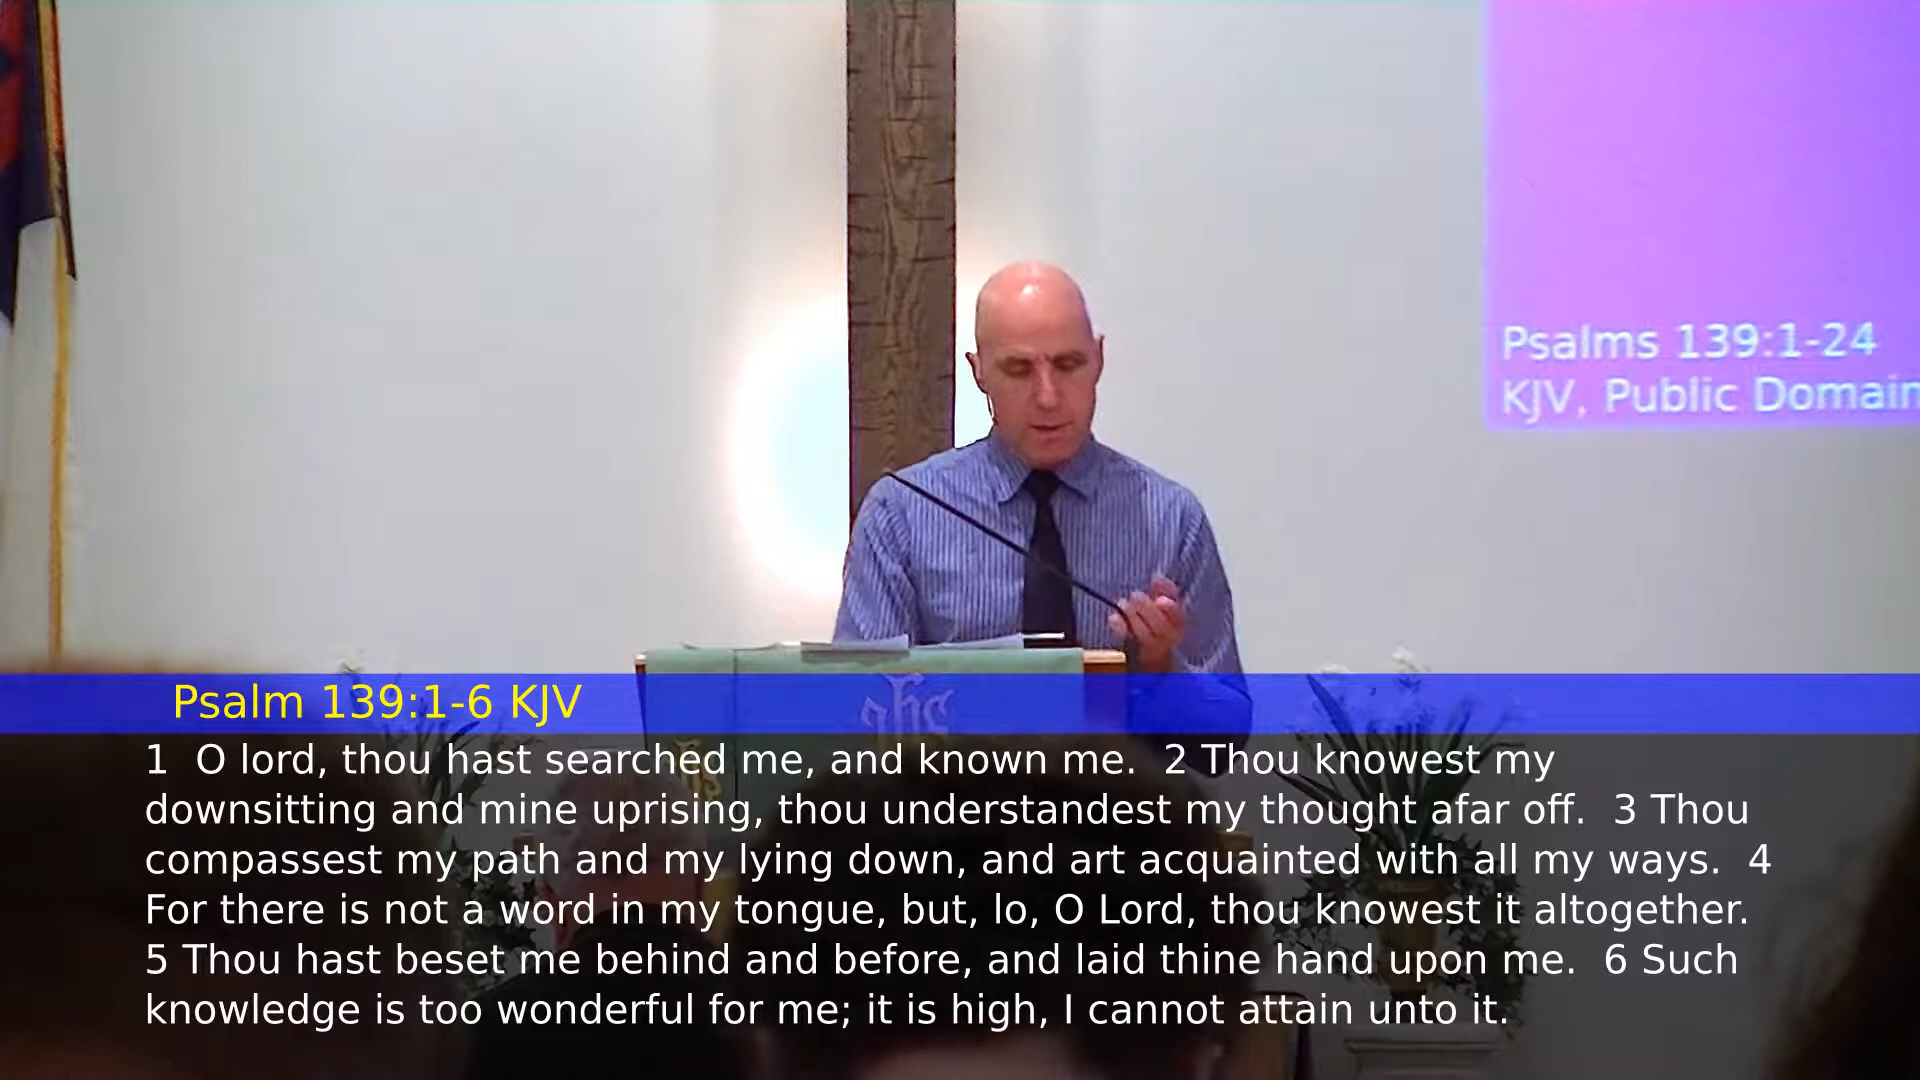 Psalms 139:1-24
KJV, Public Domain
Psalm 139:1-6 KJV
1  O lord, thou hast searched me, and known me.  2 Thou knowest my
downsitting and mine uprising, thou understandest my thought afar off.  3 Thou
compassest my path and my lying down, and art acquainted with all my ways.  4
For there is not a word in my tongue, but, lo, O Lord, thou knowest it altogether.
5 Thou hast beset me behind and before, and laid thine hand upon me.  6 Such
knowledge is too wonderful for me; it is high, I cannot attain unto it.